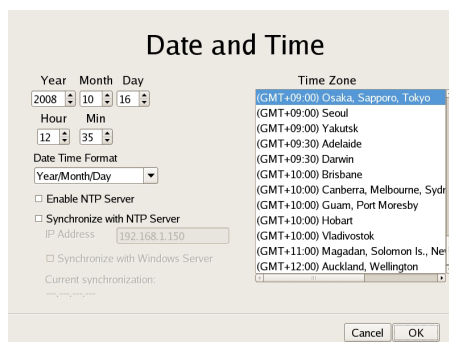 Date and Time
Year Month Day
2008 10 16
Hour Min
12 35
Date Time Format
Year/Month/Day
Enable NTP Server
Synchronize with NTP Server
IP Address 192.168.1.150
Synchronize with Windows Server
Current synchronization:
---.---.---.---
Time Zone
(GMT+09:00) Osaka, Sapporo, Tokyo
(GMT+09:00) Seoul
(GMT+09:00) Yakutsk
(GMT+09:30) Adelaide
(GMT+09:30) Darwin
(GMT+10:00) Brisbane
(GMT+10:00) Canberra, Melbourne, Sydr
(GMT+10:00) Guam, Port Moresby
(GMT+10:00) Hobart
(GMT+10:00) Vladivostok
(GMT+11:00) Magadan, Solomon Is., Nev
(GMT+12:00) Auckland, Wellington
Cancel OK